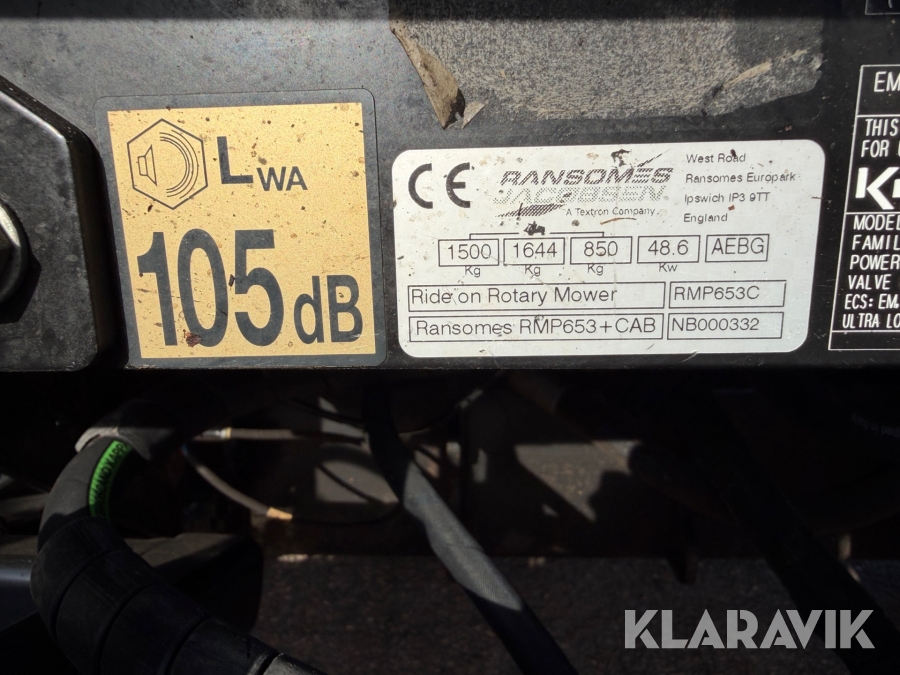 LWA
105dB
CE
RANSOMES
JACOBSEN
A Textron Company
West Road
Ransomes Europark
Ipswich IP3 9TT
England
1500 1644 850 48.6 AEBG
Kg Kg Kg Kw
Ride on Rotary Mower RMP653C
Ransomes RMP653+CAB NB000332
EM
THIS
FOR
K
MODE
FAMIL
POWER
VALVE
ECS: EM
ULTRA LO
KLARAVIK